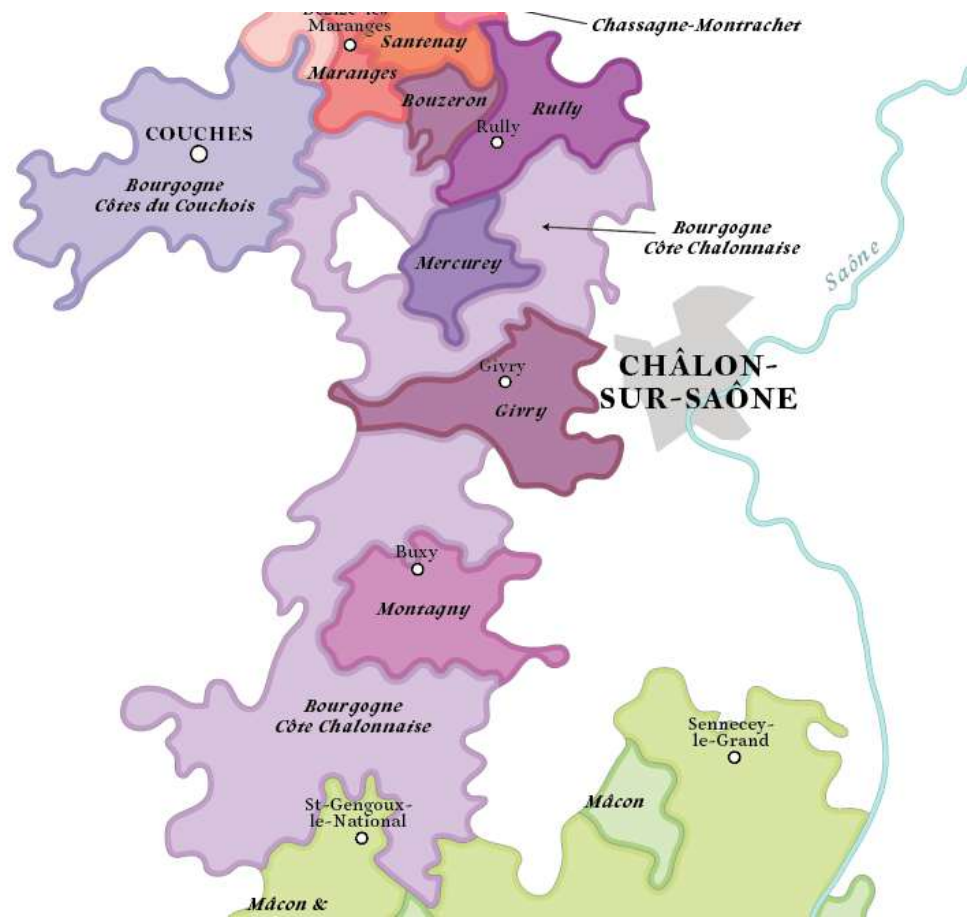 Maranges
Santenay
Chassagne-Montrachet
Maranges
Bouzeron
Rully
Rully
COUCHES
Bourgogne
Côtes du Couchois
Bourgogne
Côte Chalonnaise
Mercurey
Saône
Givry
Givry
CHÂLON-
SUR-SAÔNE
Buxy
Montagny
Bourgogne
Côte Chalonnaise
Sennecey-
le-Grand
Mâcon
St-Gengoux-
le-National
Mâcon &